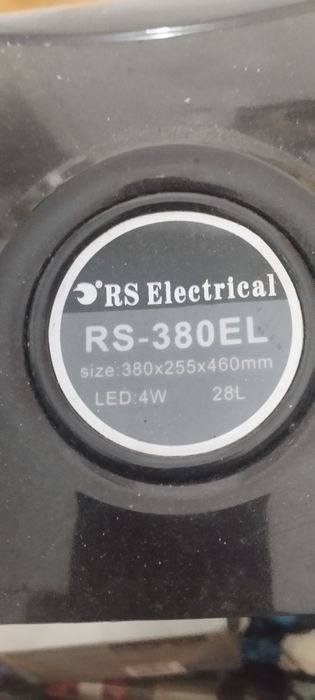 RS Electrical
RS-380EL
size:380x255x460mm
LED:4W 28L